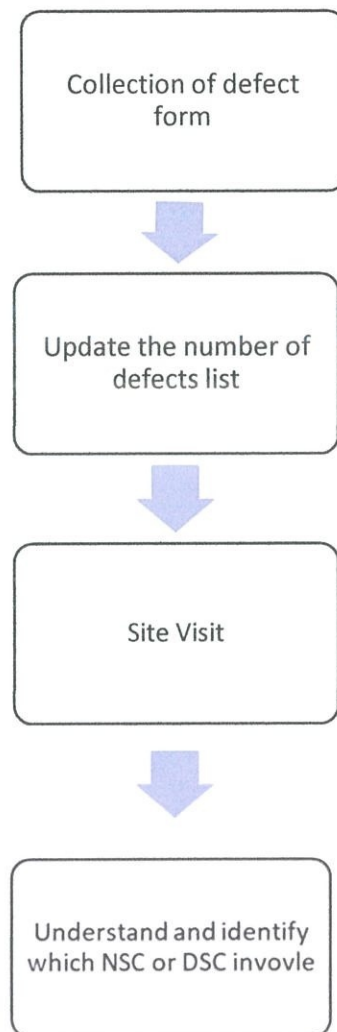 Collection of defect
form
Update the number of
defects list
Site Visit
Understand and identify
which NSC or DSC invovle